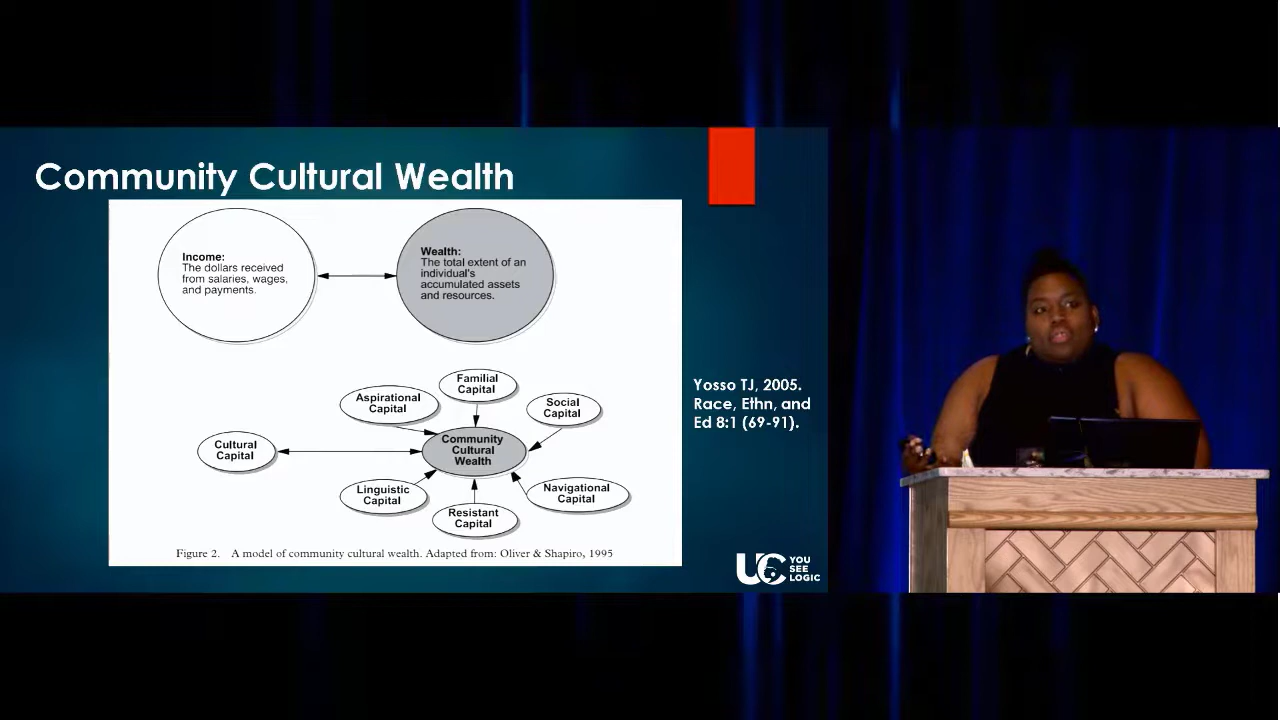 Community Cultural Wealth
Income:
The dollars received
from salaries, wages,
and payments.
Wealth:
The total extent of an
individual's
accumulated assets
and resources.
Familial
Capital
Aspirational
Capital
Social
Capital
Cultural
Capital
Community
Cultural
Wealth
Linguistic
Capital
Navigational
Capital
Resistant
Capital
Figure 2. A model of community cultural wealth. Adapted from: Oliver & Shapiro, 1995
Yosso TJ, 2005.
Race, Ethn, and
Ed 8:1 (69-91).
UC
YOU
SEE
LOGIC